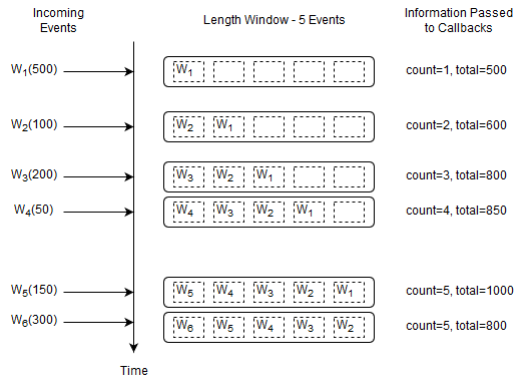 Incoming
Events
Length Window - 5 Events
Information Passed
to Callbacks
W1(500)
W1
count=1, total=500
W2(100)
W2 W1
count=2, total=600
W3(200)
W3 W2 W1
count=3, total=800
W4(50)
W4 W3 W2 W1
count=4, total=850
W5(150)
W5 W4 W3 W2 W1
count=5, total=1000
W6(300)
W6 W5 W4 W3 W2
count=5, total=800
Time